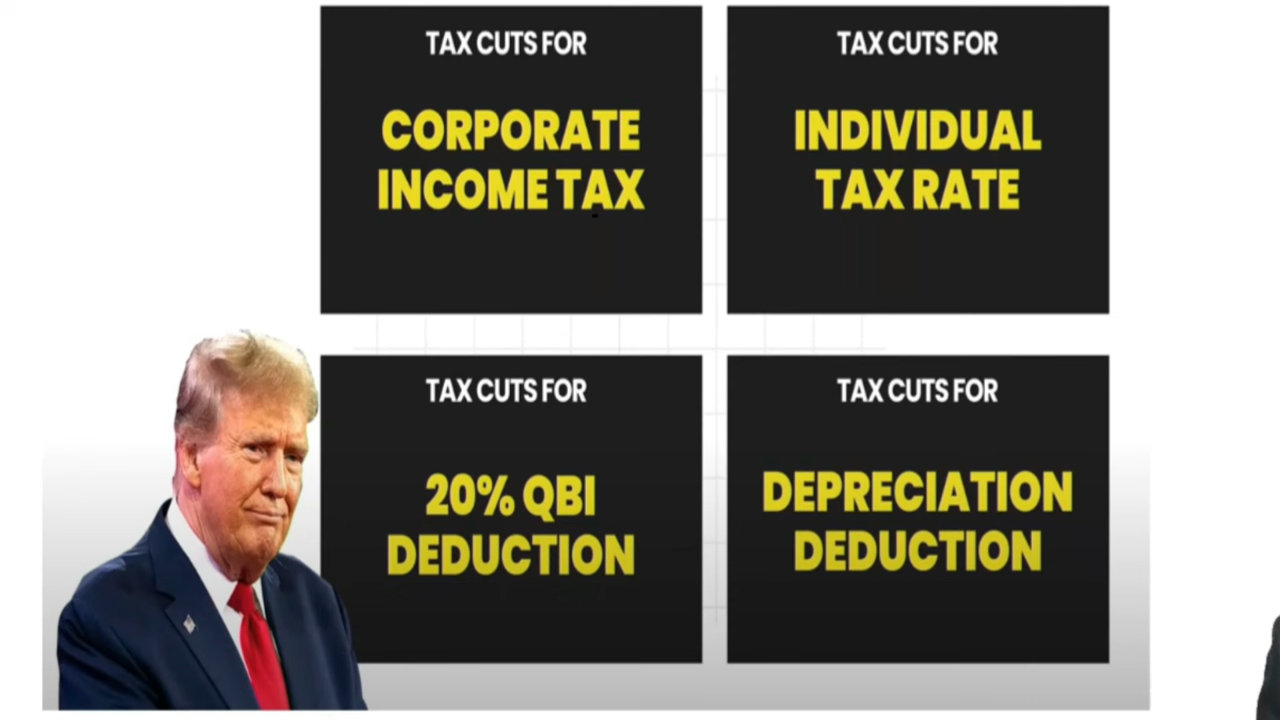 TAX CUTS FOR
CORPORATE
INCOME TAX
TAX CUTS FOR
INDIVIDUAL
TAX RATE
TAX CUTS FOR
20% QBI
DEDUCTION
TAX CUTS FOR
DEPRECIATION
DEDUCTION